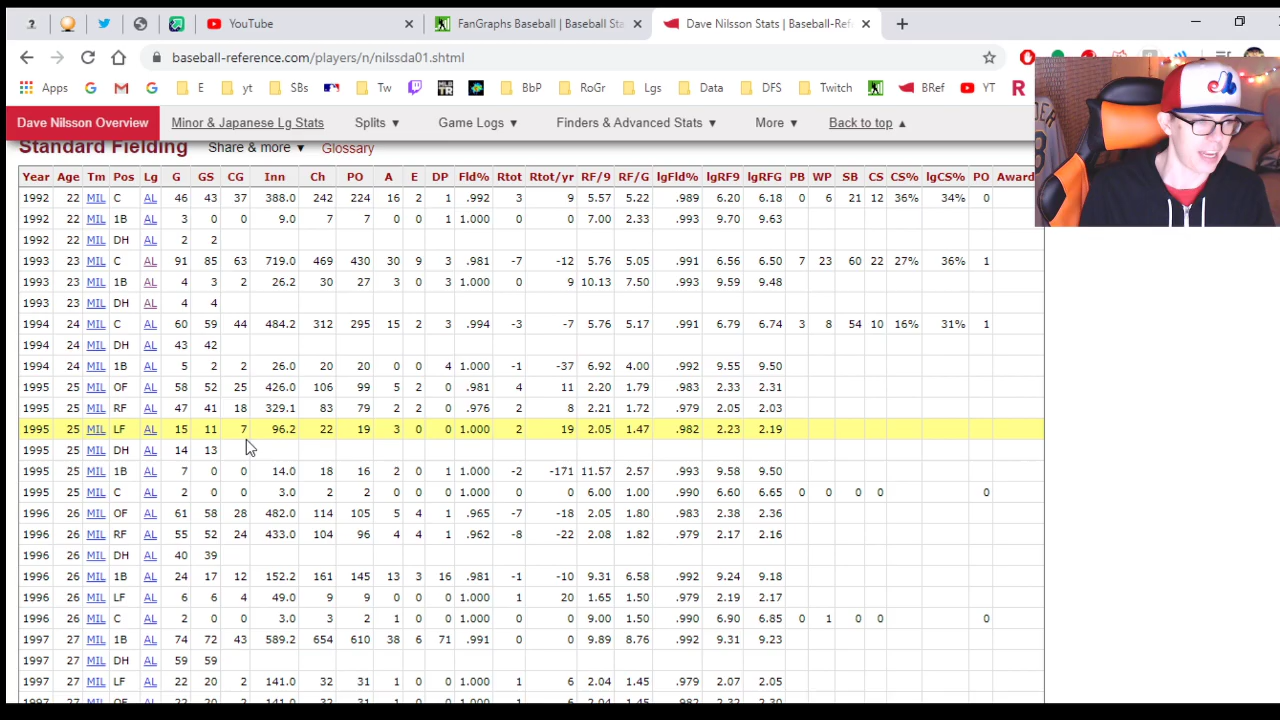 YouTube
FanGraphs Baseball | Baseball Sta
Dave Nilsson Stats | Baseball-Refe
baseball-reference.com/players/n/nilssda01.shtml
Apps E yt SBs Tw BbP RoGr Lgs Data DFS Twitch BRef YT
Dave Nilsson Overview Minor & Japanese Lg Stats Splits ▼ Game Logs ▼ Finders & Advanced Stats ▼ More ▼ Back to top ▲
Standard Fielding Share & more ▼ Glossary
Year Age Tm Pos Lg G GS CG Inn Ch PO A E DP Fld% Rtot Rtot/yr RF/9 RF/G lgFld% lgRF9 lgRFG PB WP SB CS CS% lgCS% PO Award
1992 22 MIL C AL 46 43 37 388.0 242 224 16 2 1 .992 3 9 5.57 5.22 .989 6.20 6.18 0 6 21 12 36% 34% 0
1992 22 MIL 1B AL 3 0 0 9.0 7 7 0 0 1 1.000 0 0 7.00 2.33 .993 9.70 9.63
1992 22 MIL DH AL 2 2
1993 23 MIL C AL 91 85 63 719.0 469 430 30 9 3 .981 -7 -12 5.76 5.05 .991 6.56 6.50 7 23 60 22 27% 36% 1
1993 23 MIL 1B AL 4 3 2 26.2 30 27 3 0 3 1.000 0 9 10.13 7.50 .993 9.59 9.48
1993 23 MIL DH AL 4 4
1994 24 MIL C AL 60 59 44 484.2 312 295 15 2 3 .994 -3 -7 5.76 5.17 .991 6.79 6.74 3 8 54 10 16% 31% 1
1994 24 MIL DH AL 43 42
1994 24 MIL 1B AL 5 2 2 26.0 20 20 0 0 4 1.000 -1 -37 6.92 4.00 .992 9.55 9.50
1995 25 MIL OF AL 58 52 25 426.0 106 99 5 2 0 .981 4 11 2.20 1.79 .983 2.33 2.31
1995 25 MIL RF AL 47 41 18 329.1 83 79 2 2 0 .976 2 8 2.21 1.72 .979 2.05 2.03
1995 25 MIL LF AL 15 11 7 96.2 22 19 3 0 0 1.000 2 19 2.05 1.47 .982 2.23 2.19
1995 25 MIL DH AL 14 13
1995 25 MIL 1B AL 7 0 0 14.0 18 16 2 0 1 1.000 -2 -171 11.57 2.57 .993 9.58 9.50
1995 25 MIL C AL 2 0 0 3.0 2 2 0 0 0 1.000 0 0 6.00 1.00 .990 6.60 6.65 0 0 0 0 0
1996 26 MIL OF AL 61 58 28 482.0 114 105 5 4 1 .965 -7 -18 2.05 1.80 .983 2.38 2.36
1996 26 MIL RF AL 55 52 24 433.0 104 96 4 4 1 .962 -8 -22 2.08 1.82 .979 2.17 2.16
1996 26 MIL DH AL 40 39
1996 26 MIL 1B AL 24 17 12 152.2 161 145 13 3 16 .981 -1 -10 9.31 6.58 .992 9.24 9.18
1996 26 MIL LF AL 6 6 4 49.0 9 9 0 0 0 1.000 1 20 1.65 1.50 .979 2.19 2.17
1996 26 MIL C AL 2 0 0 3.0 3 2 1 0 0 1.000 0 0 9.00 1.50 .990 6.90 6.85 0 1 0 0 0
1997 27 MIL 1B AL 74 72 43 589.2 654 610 38 6 71 .991 0 0 9.89 8.76 .992 9.31 9.23
1997 27 MIL DH AL 59 59
1997 27 MIL LF AL 22 20 2 141.0 32 31 1 0 0 1.000 1 6 2.04 1.45 .979 2.07 2.05
1997 27 MIL OF AL 22 20 2 141.0 32 31 1 0 0 1.000 1 6 2.04 1.45 .982 2.32 2.30